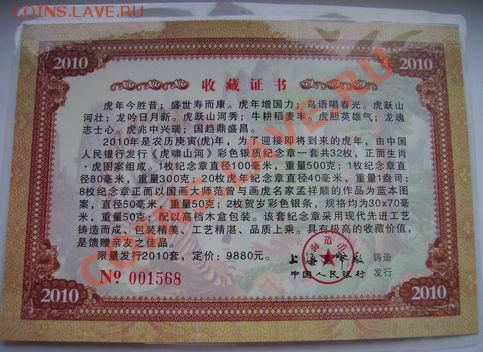 COINS.LAVE.RU
2010
2010
收藏证书
虎年今胜昔;盛世寿而康。虎年增国力;鸟语唱春光。虎跃山
河壮;龙吟日月新。虎跃山河秀;牛耕稻麦丰。虎胆英雄气;龙魂
志士心。虎兆中兴瑞;国趋鼎盛昌。
2010年是农历庚寅(虎)年,为了迎接即将到来的虎年,由中国
人民银行发行《虎啸山河》彩色银质纪念章一套共32枚,正面生肖
·虎图案组成。1枚纪念章直径100毫米,重量500克;1枚纪念章直
径80毫米,重量300克;20枚虎年纪念章直径40毫米,重量1盎司;
8枚纪念章正面以国画大师范曾与画虎名家孟祥顺的作品为蓝本图
案,直径50毫米,重量50克;2枚贺岁彩色银条,规格均为30x70毫
米,重量50克;配以高档木盒包装。该套纪念章采用现代先进工艺
铸造而成、包装精美、工艺精湛、品质上乘。具有极高的收藏价值,
是馈赠亲友之佳品。
限量发行2010套,定价:9880元。
上海造币厂 铸造
№ 001568
中国人民银行 发行
2010
2010